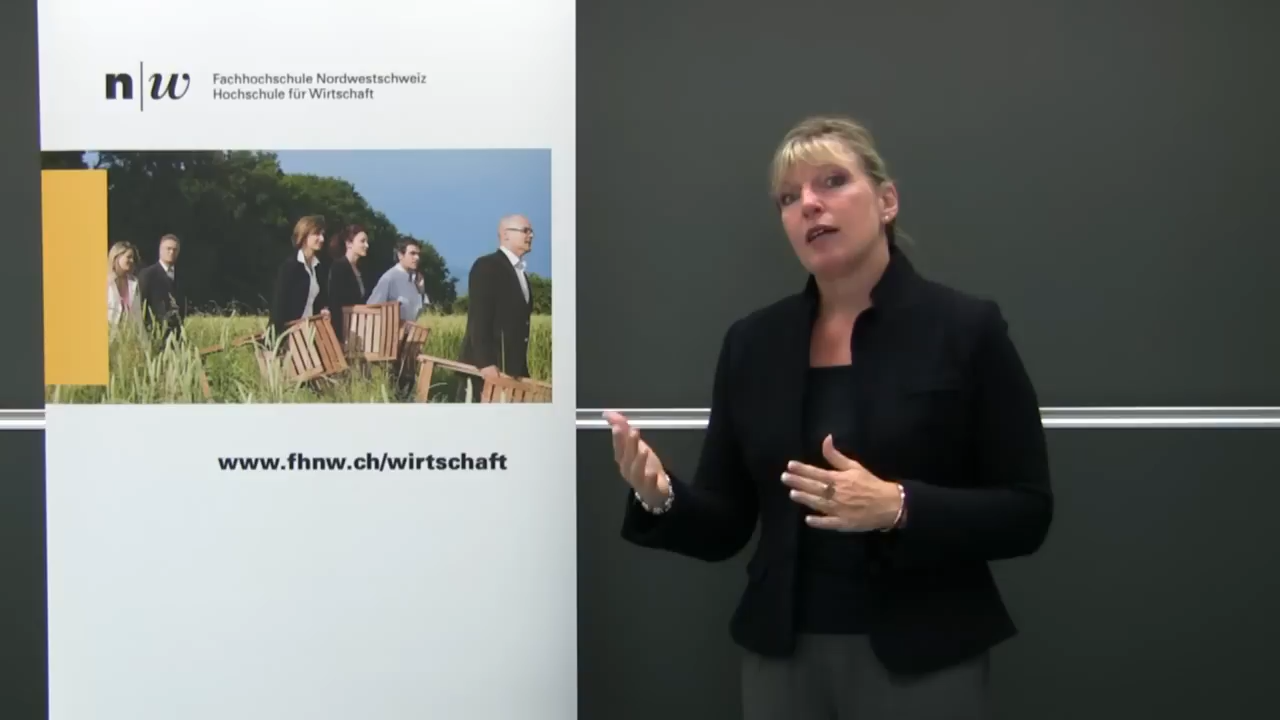 n|w
Fachhochschule Nordwestschweiz
Hochschule für Wirtschaft
www.fhnw.ch/wirtschaft